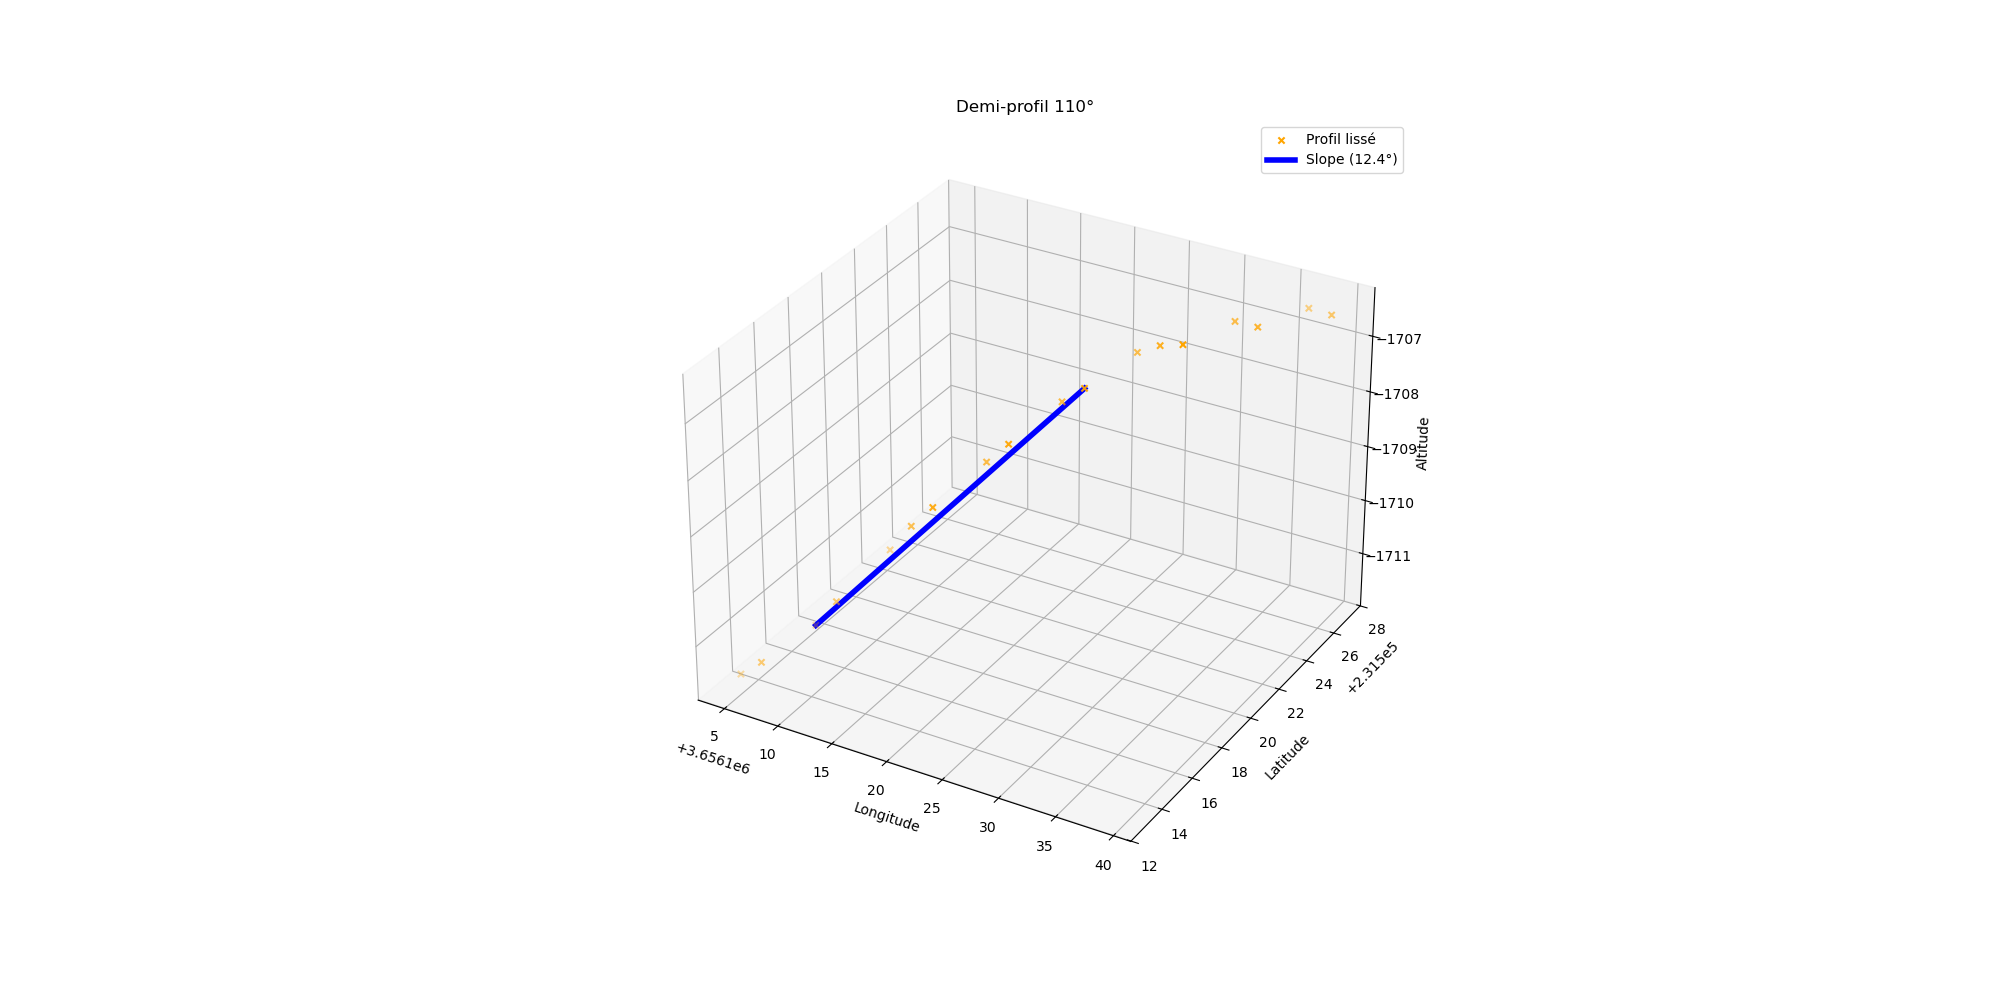 Demi-profil 110°
Profil lissé
Slope (12.4°)
−1707
−1708
−1709
−1710
−1711
Altitude
28
26
24
22
20
18
16
14
12
+2.315e5
Latitude
5
10
15
20
25
30
35
40
+3.6561e6
Longitude